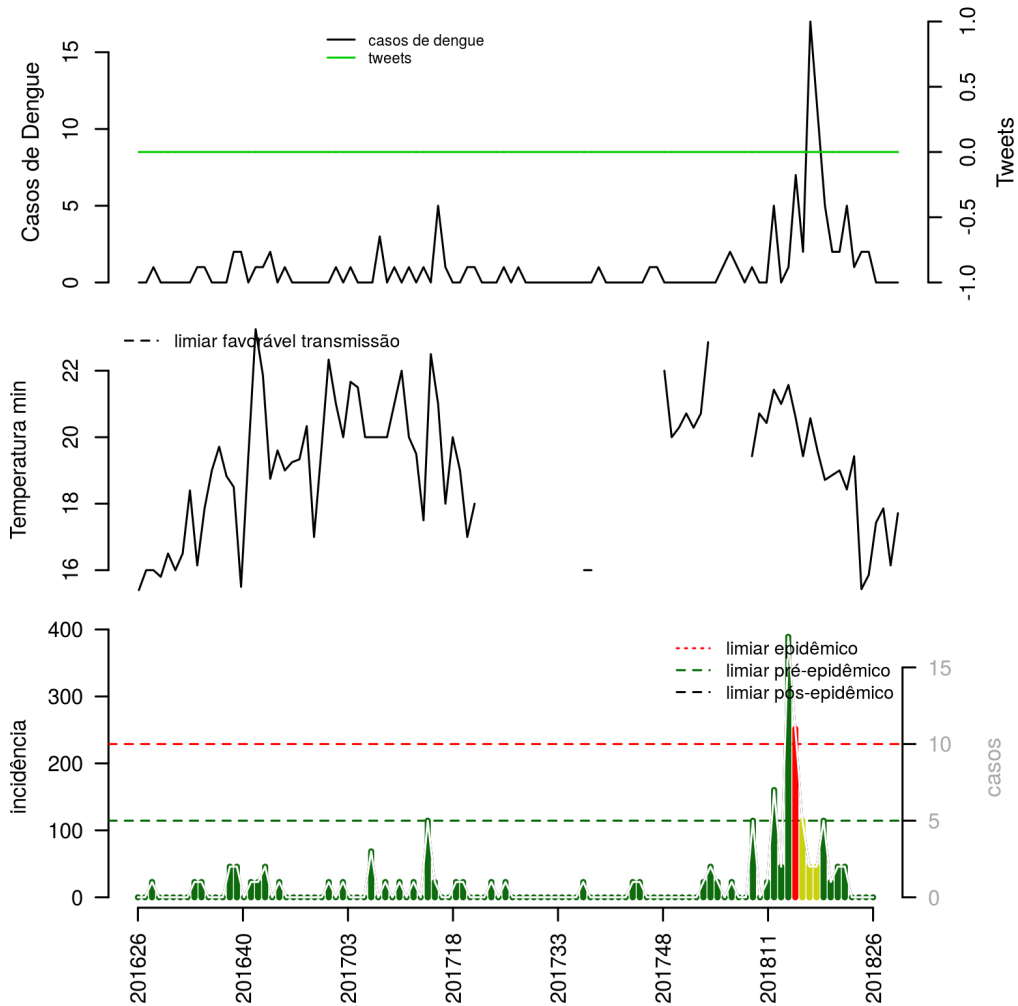 casos de dengue
tweets
Casos de Dengue
0
5
10
15
Tweets
-1.0
-0.5
0.0
0.5
1.0
limiar favorável transmissão
Temperatura min
16
18
20
22
limiar epidêmico
limiar pré-epidêmico
limiar pós-epidêmico
incidência
0
100
200
300
400
casos
0
5
10
15
201626
201640
201703
201718
201733
201748
201811
201826